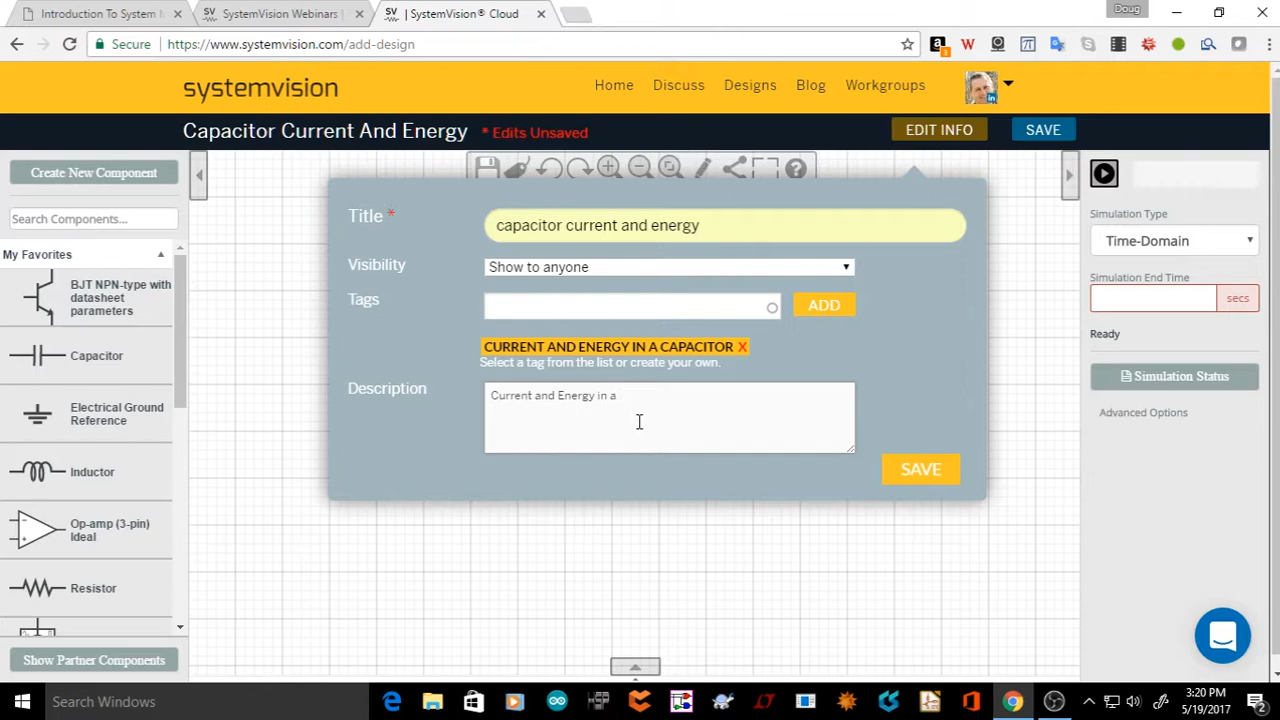 Introduction To System M
SystemVision Webinars |
| SystemVision® Cloud
Doug
Secure
https://www.systemvision.com/add-design
systemvision
Home
Discuss
Designs
Blog
Workgroups
Capacitor Current And Energy
* Edits Unsaved
EDIT INFO
SAVE
Create New Component
Search Components...
My Favorites
BJT NPN-type with
datasheet
parameters
Capacitor
Electrical Ground
Reference
Inductor
Op-amp (3-pin)
Ideal
Resistor
Show Partner Components
Title *
capacitor current and energy
Visibility
Show to anyone
Tags
ADD
CURRENT AND ENERGY IN A CAPACITOR X
Select a tag from the list or create your own.
Description
Current and Energy in a
SAVE
Simulation Type
Time-Domain
Simulation End Time
secs
Ready
Simulation Status
Advanced Options
Search Windows
3:20 PM
5/19/2017
2